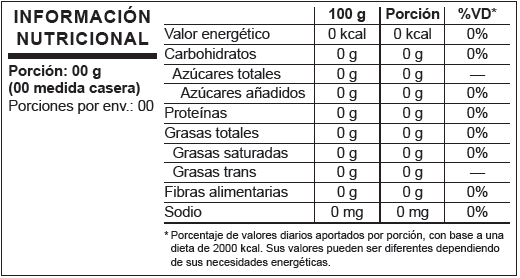 INFORMACIÓN
NUTRICIONAL
Porción: 00 g
(00 medida casera)
Porciones por env.: 00
100 g Porción %VD*
Valor energético 0 kcal 0 kcal 0%
Carbohidratos 0 g 0 g 0%
Azúcares totales 0 g 0 g —
Azúcares añadidos 0 g 0 g 0%
Proteínas 0 g 0 g 0%
Grasas totales 0 g 0 g 0%
Grasas saturadas 0 g 0 g 0%
Grasas trans 0 g 0 g —
Fibras alimentarias 0 g 0 g 0%
Sodio 0 mg 0 mg 0%
* Porcentaje de valores diarios aportados por porción, con base a una
dieta de 2000 kcal. Sus valores pueden ser diferentes dependiendo
de sus necesidades energéticas.